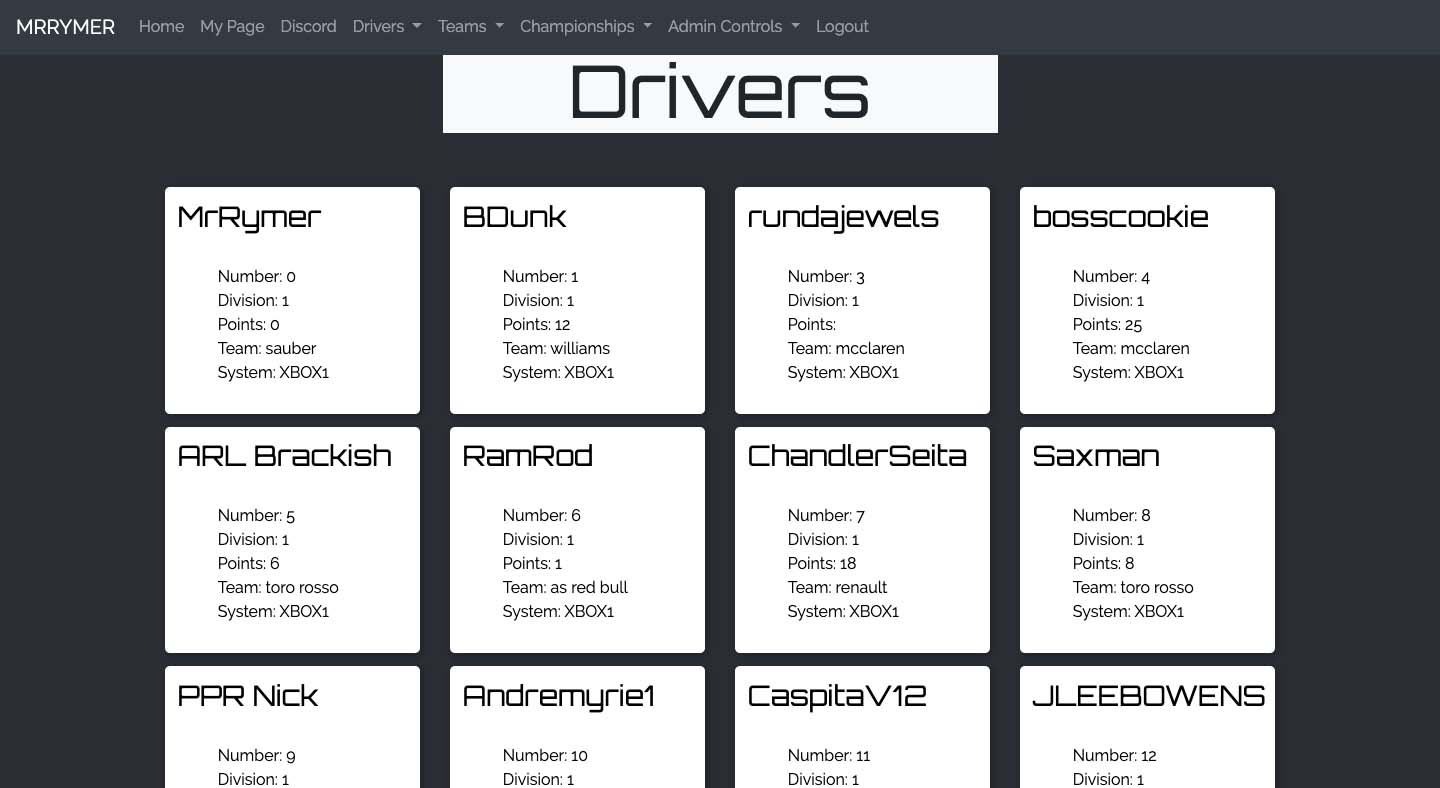 MRRYMER Home My Page Discord Drivers Teams Championships Admin Controls Logout
Drivers
MrRymer
Number: 0
Division: 1
Points: 0
Team: sauber
System: XBOX1
BDunk
Number: 1
Division: 1
Points: 12
Team: williams
System: XBOX1
rundajewels
Number: 3
Division: 1
Points:
Team: mcclaren
System: XBOX1
bosscookie
Number: 4
Division: 1
Points: 25
Team: mcclaren
System: XBOX1
ARL Brackish
Number: 5
Division: 1
Points: 6
Team: toro rosso
System: XBOX1
RamRod
Number: 6
Division: 1
Points: 1
Team: as red bull
System: XBOX1
ChandlerSeita
Number: 7
Division: 1
Points: 18
Team: renault
System: XBOX1
Saxman
Number: 8
Division: 1
Points: 8
Team: toro rosso
System: XBOX1
PPR Nick
Number: 9
Division: 1
Andremyrie1
Number: 10
Division: 1
CaspitaV12
Number: 11
Division: 1
JLEEBOWENS
Number: 12
Division: 1